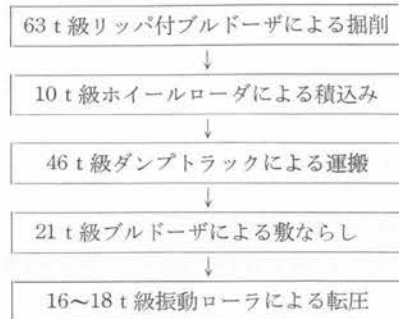 63 t 級リッパ付ブルドーザによる掘削
↓
10 t 級ホイールローダによる積込み
↓
46 t 級ダンプトラックによる運搬
↓
21 t 級ブルドーザによる敷ならし
↓
16〜18 t 級振動ローラによる転圧